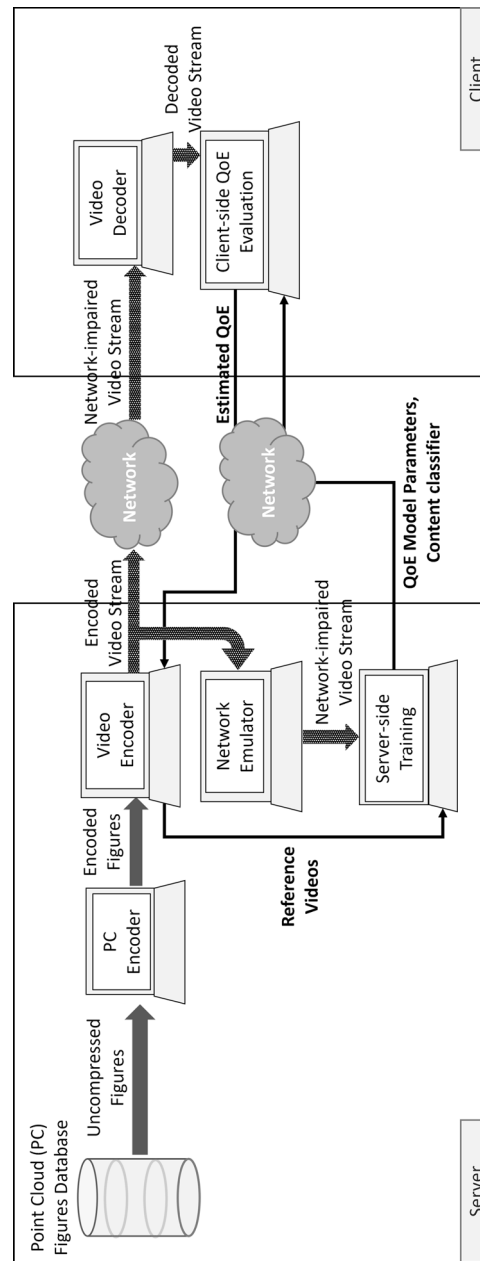 Point Cloud (PC)
Figures Database
Uncompressed
Figures
PC
Encoder
Encoded
Figures
Video
Encoder
Encoded
Video Stream
Network
Network-impaired
Video Stream
Video
Decoder
Decoded
Video Stream
Client-side QoE
Evaluation
Estimated QoE
Network
Network
Emulator
Network-impaired
Video Stream
Server-side
Training
Reference
Videos
QoE Model Parameters,
Content classifier
Server
Client